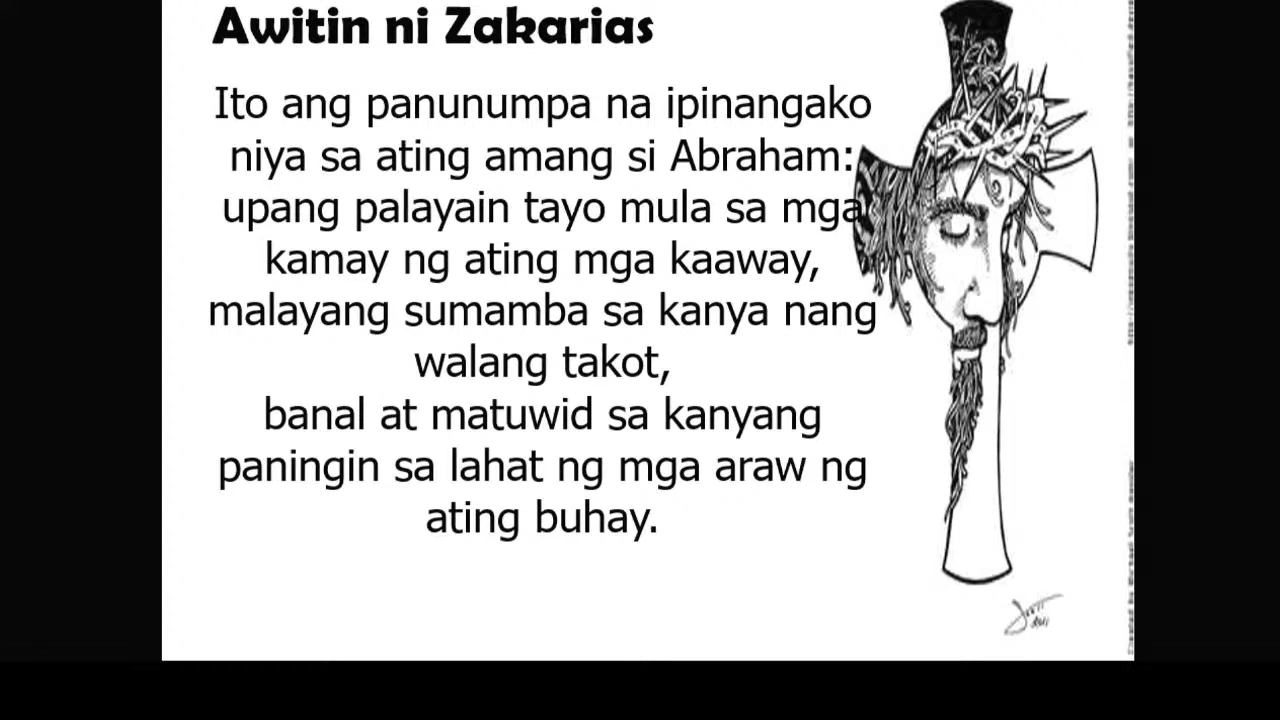 Awitin ni Zakarias
Ito ang panunumpa na ipinangako
niya sa ating amang si Abraham:
upang palayain tayo mula sa mga
kamay ng ating mga kaaway,
malayang sumamba sa kanya nang
walang takot,
banal at matuwid sa kanyang
paningin sa lahat ng mga araw ng
ating buhay.